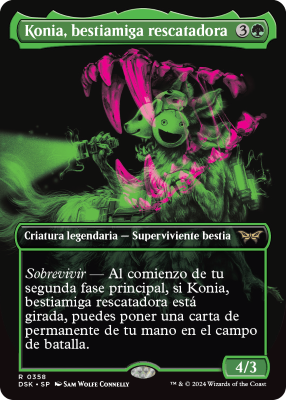 Konia, bestiamiga rescatadora 3
Criatura legendaria — Superviviente bestia
Sobrevivir — Al comienzo de tu
segunda fase principal, si Konia,
bestiamiga rescatadora está
girada, puedes poner una carta de
permanente de tu mano en el campo
de batalla.
4/3
R 0358
DSK • SP SAM WOLFE CONNELLY
™ & © 2024 Wizards of the Coast